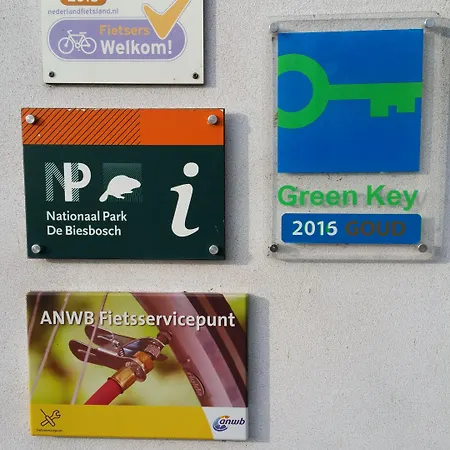 nederlandfietsland.nl
Fietsers
Welkom!
NP
Nationaal Park
De Biesbosch
i
Green Key
2015 GOUD
ANWB Fietsservicepunt
anwb